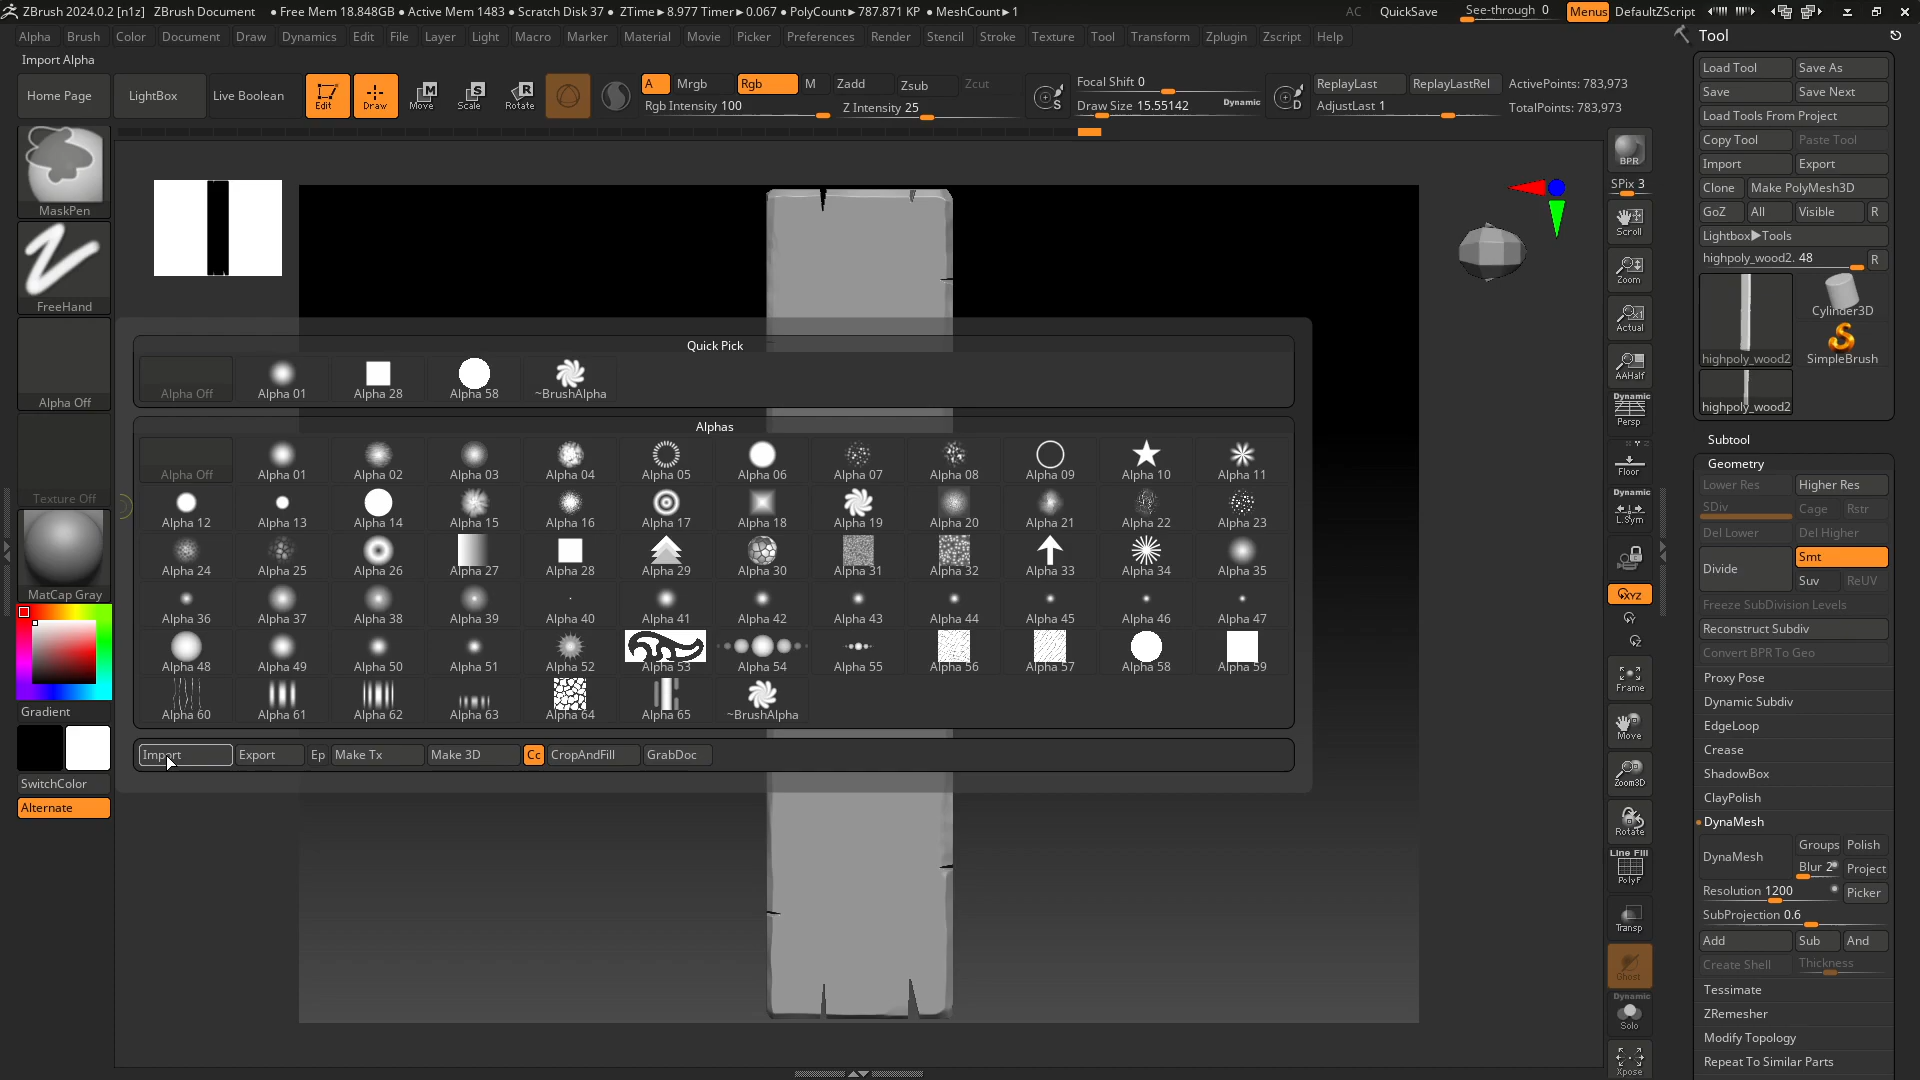 ZBrush 2024.0.2 [n1z] ZBrush Document • Free Mem 18.848GB • Active Mem 1483 • Scratch Disk 37 • ZTime►8.977 Timer►0.067 • PolyCount►787.871 KP • MeshCount►1 AC QuickSave See-through 0 Menus DefaultZScript
Alpha Brush Color Document Draw Dynamics Edit File Layer Light Macro Marker Material Movie Picker Preferences Render Stencil Stroke Texture Tool Transform Zplugin Zscript Help
Import Alpha
Home Page LightBox Live Boolean Edit Draw Move Scale Rotate
A Mrgb Rgb M Zadd Zsub Zcut
Rgb Intensity 100 Z Intensity 25
Focal Shift 0
Draw Size 15.55142 Dynamic
ReplayLast ReplayLastRel
AdjustLast 1
ActivePoints: 783,973
TotalPoints: 783,973
MaskPen
FreeHand
Alpha Off
Texture Off
MatCap Gray
Gradient
SwitchColor
Alternate
Quick Pick
Alpha Off Alpha 01 Alpha 28 Alpha 58 ~BrushAlpha
Alphas
Alpha Off Alpha 01 Alpha 02 Alpha 03 Alpha 04 Alpha 05 Alpha 06 Alpha 07 Alpha 08 Alpha 09 Alpha 10 Alpha 11
Alpha 12 Alpha 13 Alpha 14 Alpha 15 Alpha 16 Alpha 17 Alpha 18 Alpha 19 Alpha 20 Alpha 21 Alpha 22 Alpha 23
Alpha 24 Alpha 25 Alpha 26 Alpha 27 Alpha 28 Alpha 29 Alpha 30 Alpha 31 Alpha 32 Alpha 33 Alpha 34 Alpha 35
Alpha 36 Alpha 37 Alpha 38 Alpha 39 Alpha 40 Alpha 41 Alpha 42 Alpha 43 Alpha 44 Alpha 45 Alpha 46 Alpha 47
Alpha 48 Alpha 49 Alpha 50 Alpha 51 Alpha 52 Alpha 53 Alpha 54 Alpha 55 Alpha 56 Alpha 57 Alpha 58 Alpha 59
Alpha 60 Alpha 61 Alpha 62 Alpha 63 Alpha 64 Alpha 65 ~BrushAlpha
Import Export Ep Make Tx Make 3D Cc CropAndFill GrabDoc
BPR
SPix 3
Scroll
Zoom
Actual
AAHalf
Dynamic
Persp
Floor
Dynamic
L.Sym
XYZ
Y
Z
Frame
Move
Zoom3D
Rotate
Line Fill
PolyF
Transp
Ghost
Dynamic
Solo
Xpose
Tool
Load Tool Save As
Save Save Next
Load Tools From Project
Copy Tool Paste Tool
Import Export
Clone Make PolyMesh3D
GoZ All Visible R
Lightbox►Tools
highpoly_wood2. 48 R
Cylinder3D
highpoly_wood2 SimpleBrush
highpoly_wood2
Subtool
Geometry
Lower Res Higher Res
SDiv Cage Rstr
Del Lower Del Higher
Divide Smt
Suv ReUV
Freeze SubDivision Levels
Reconstruct Subdiv
Convert BPR To Geo
Proxy Pose
Dynamic Subdiv
EdgeLoop
Crease
ShadowBox
ClayPolish
DynaMesh
DynaMesh Groups Polish
Blur 2 Project
Resolution 1200 Picker
SubProjection 0.6
Add Sub And
Create Shell Thickness
Tessimate
ZRemesher
Modify Topology
Repeat To Similar Parts